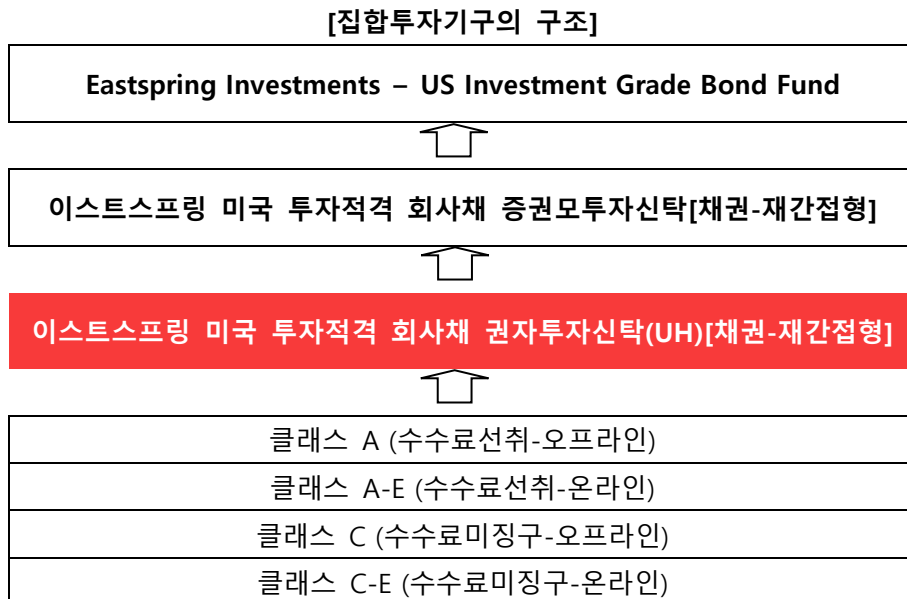 [집합투자기구의 구조]
Eastspring Investments – US Investment Grade Bond Fund
이스트스프링 미국 투자적격 회사채 증권모투자신탁[채권-재간접형]
이스트스프링 미국 투자적격 회사채 권자투자신탁(UH)[채권-재간접형]
클래스 A (수수료선취-오프라인)
클래스 A-E (수수료선취-온라인)
클래스 C (수수료미징구-오프라인)
클래스 C-E (수수료미징구-온라인)